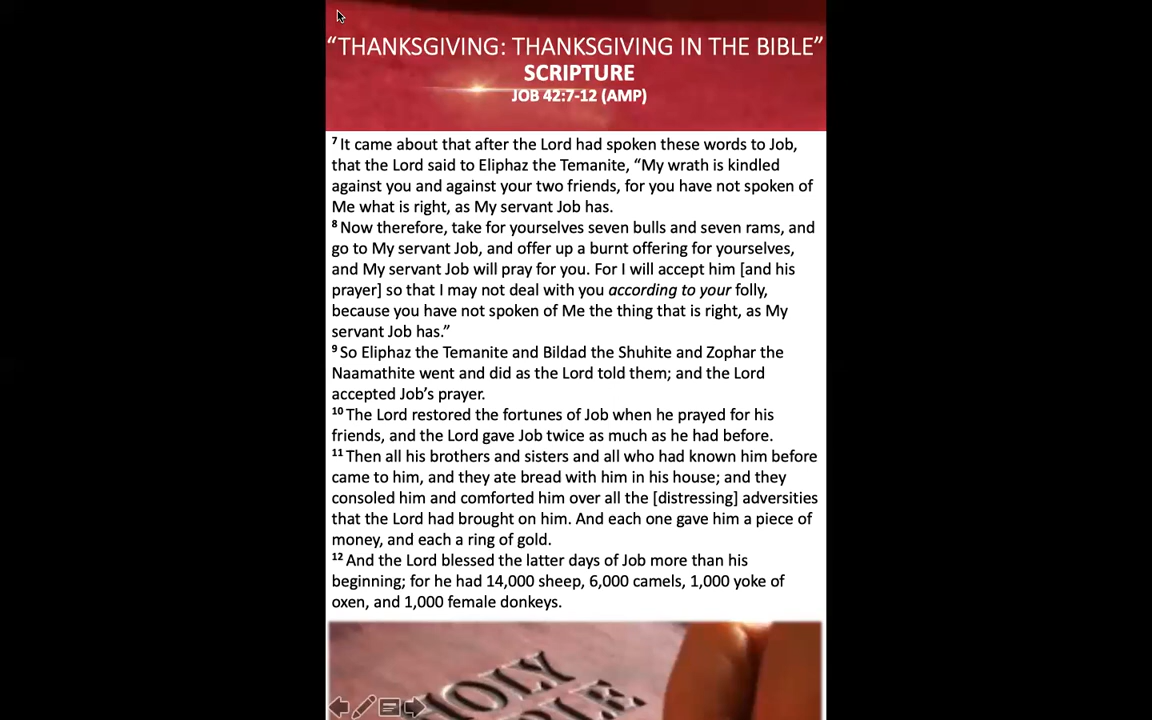 “THANKSGIVING: THANKSGIVING IN THE BIBLE”
SCRIPTURE
JOB 42:7-12 (AMP)
7 It came about that after the Lord had spoken these words to Job,
that the Lord said to Eliphaz the Temanite, “My wrath is kindled
against you and against your two friends, for you have not spoken of
Me what is right, as My servant Job has.
8 Now therefore, take for yourselves seven bulls and seven rams, and
go to My servant Job, and offer up a burnt offering for yourselves,
and My servant Job will pray for you. For I will accept him [and his
prayer] so that I may not deal with you according to your folly,
because you have not spoken of Me the thing that is right, as My
servant Job has.”
9 So Eliphaz the Temanite and Bildad the Shuhite and Zophar the
Naamathite went and did as the Lord told them; and the Lord
accepted Job’s prayer.
10 The Lord restored the fortunes of Job when he prayed for his
friends, and the Lord gave Job twice as much as he had before.
11 Then all his brothers and sisters and all who had known him before
came to him, and they ate bread with him in his house; and they
consoled him and comforted him over all the [distressing] adversities
that the Lord had brought on him. And each one gave him a piece of
money, and each a ring of gold.
12 And the Lord blessed the latter days of Job more than his
beginning; for he had 14,000 sheep, 6,000 camels, 1,000 yoke of
oxen, and 1,000 female donkeys.
HOLY